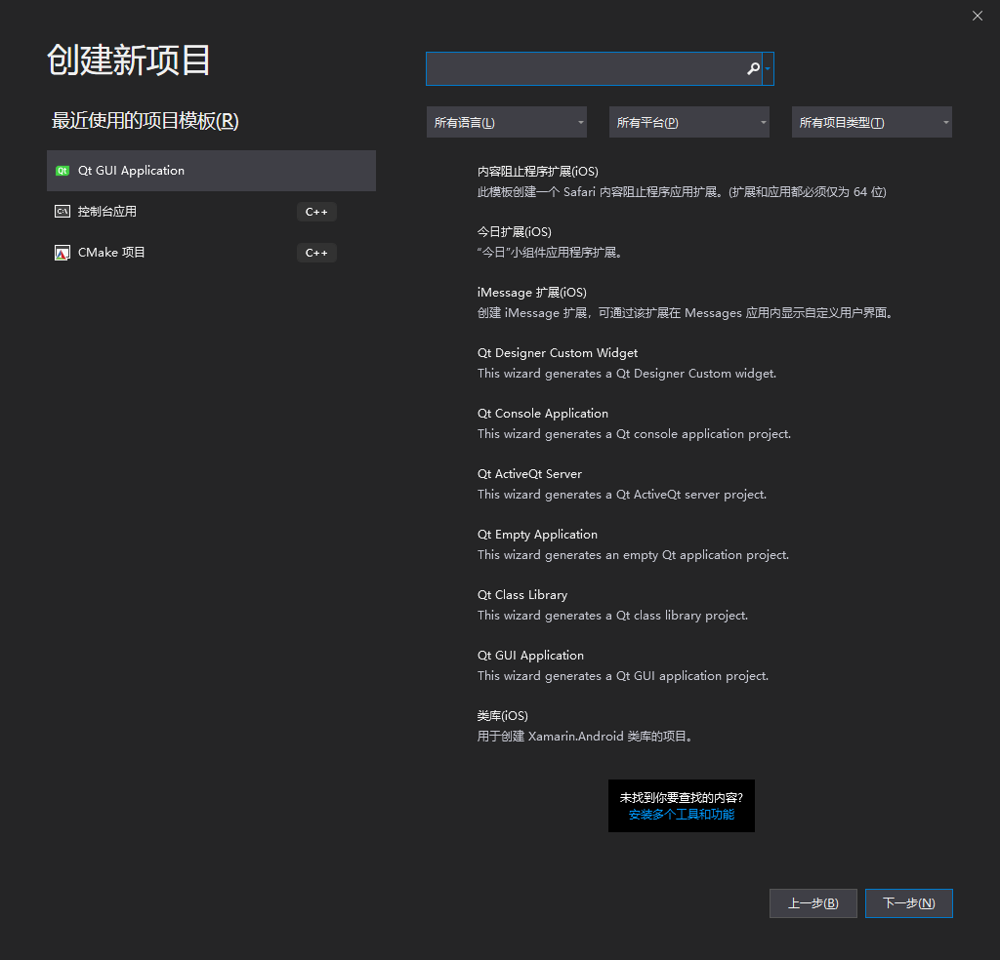 创建新项目
最近使用的项目模板(R)
Qt GUI Application
控制台应用
C++
CMake 项目
C++
所有语言(L)
所有平台(P)
所有项目类型(T)
内容阻止程序扩展(iOS)
此模板创建一个 Safari 内容阻止程序应用扩展。(扩展和应用都必须仅为 64 位)
今日扩展(iOS)
“今日”小组件应用程序扩展。
iMessage 扩展(iOS)
创建 iMessage 扩展，可通过该扩展在 Messages 应用内显示自定义用户界面。
Qt Designer Custom Widget
This wizard generates a Qt Designer Custom widget.
Qt Console Application
This wizard generates a Qt console application project.
Qt ActiveQt Server
This wizard generates a Qt ActiveQt server project.
Qt Empty Application
This wizard generates an empty Qt application project.
Qt Class Library
This wizard generates a Qt class library project.
Qt GUI Application
This wizard generates a Qt GUI application project.
类库(iOS)
用于创建 Xamarin.Android 类库的项目。
未找到你要查找的内容?
安装多个工具和功能
上一步(B)
下一步(N)